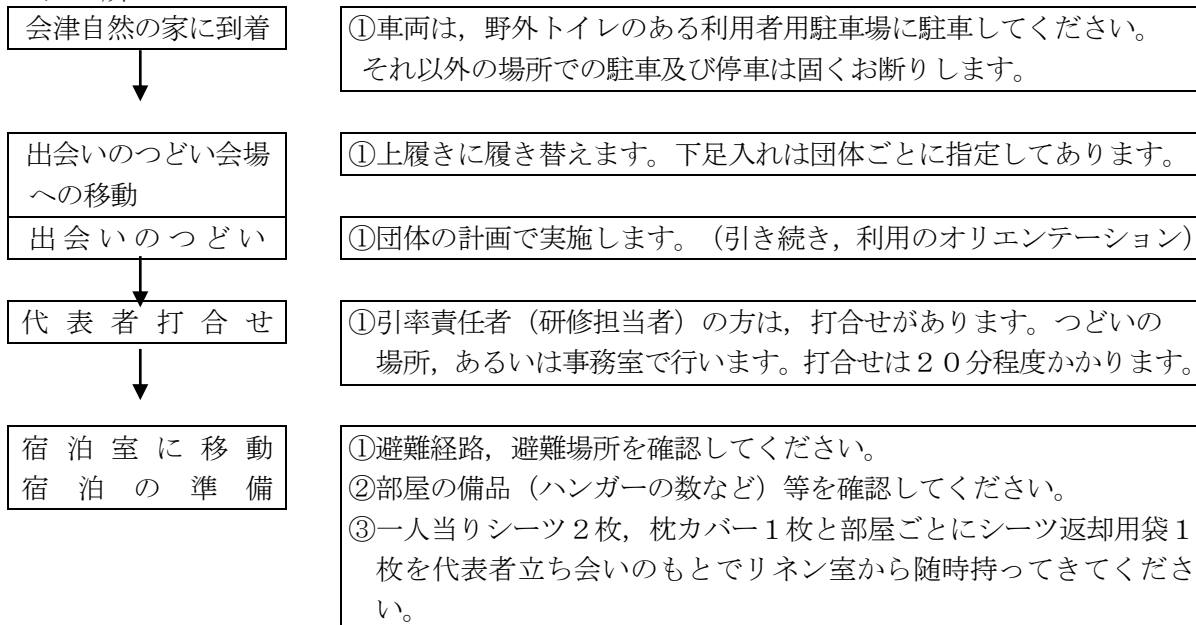 会津自然の家に到着
①車両は，野外トイレのある利用者用駐車場に駐車してください。
それ以外の場所での駐車及び停車は固くお断りします。
出会いのつどい会場
への移動
①上履きに履き替えます。下足入れは団体ごとに指定してあります。
出会いのつどい
①団体の計画で実施します。（引き続き，利用のオリエンテーション）
代表者打合せ
①引率責任者（研修担当者）の方は，打合せがあります。つどいの
場所，あるいは事務室で行います。打合せは２０分程度かかります。
宿泊室に移動
宿泊の準備
①避難経路，避難場所を確認してください。
②部屋の備品（ハンガーの数など）等を確認してください。
③一人当りシーツ２枚，枕カバー１枚と部屋ごとにシーツ返却用袋１
枚を代表者立ち会いのもとでリネン室から随時持ってきてくださ
い。